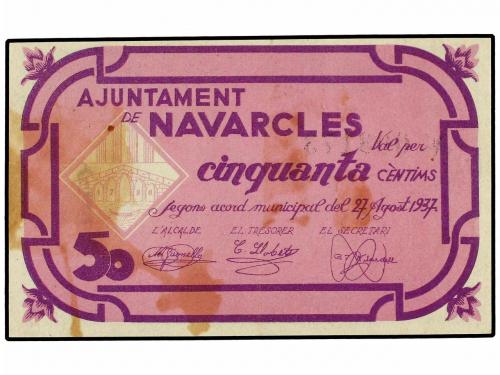 AJUNTAMENT
DE NAVARCLES
Val per
cinquanta CÈNTIMS
segons acord municipal del 27 Agost 1937
L'ALCALDE EL TRESORER EL SECRETARI
C. Llobet
50